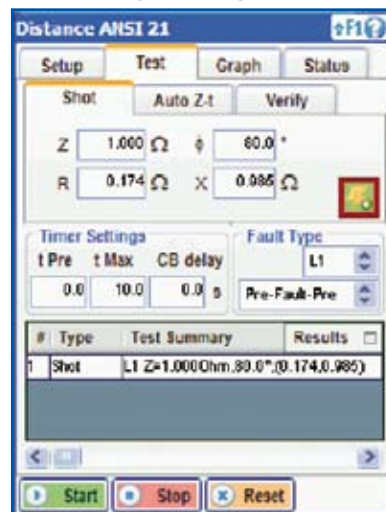 Distance ANSI 21 F1
Setup Test Graph Status
Shot Auto Z-t Verify
Z 1.000 Ω ϕ 80.0 °
R 0.174 Ω X 0.985 Ω
Timer Settings Fault Type
t Pre t Max CB delay L1
0.0 10.0 0.0 s Pre-Fault-Pre
# Type Test Summary Results
1 Shot L1 Z=1.000Ohm,80.0°,(0.174,0.985)
Start Stop Reset